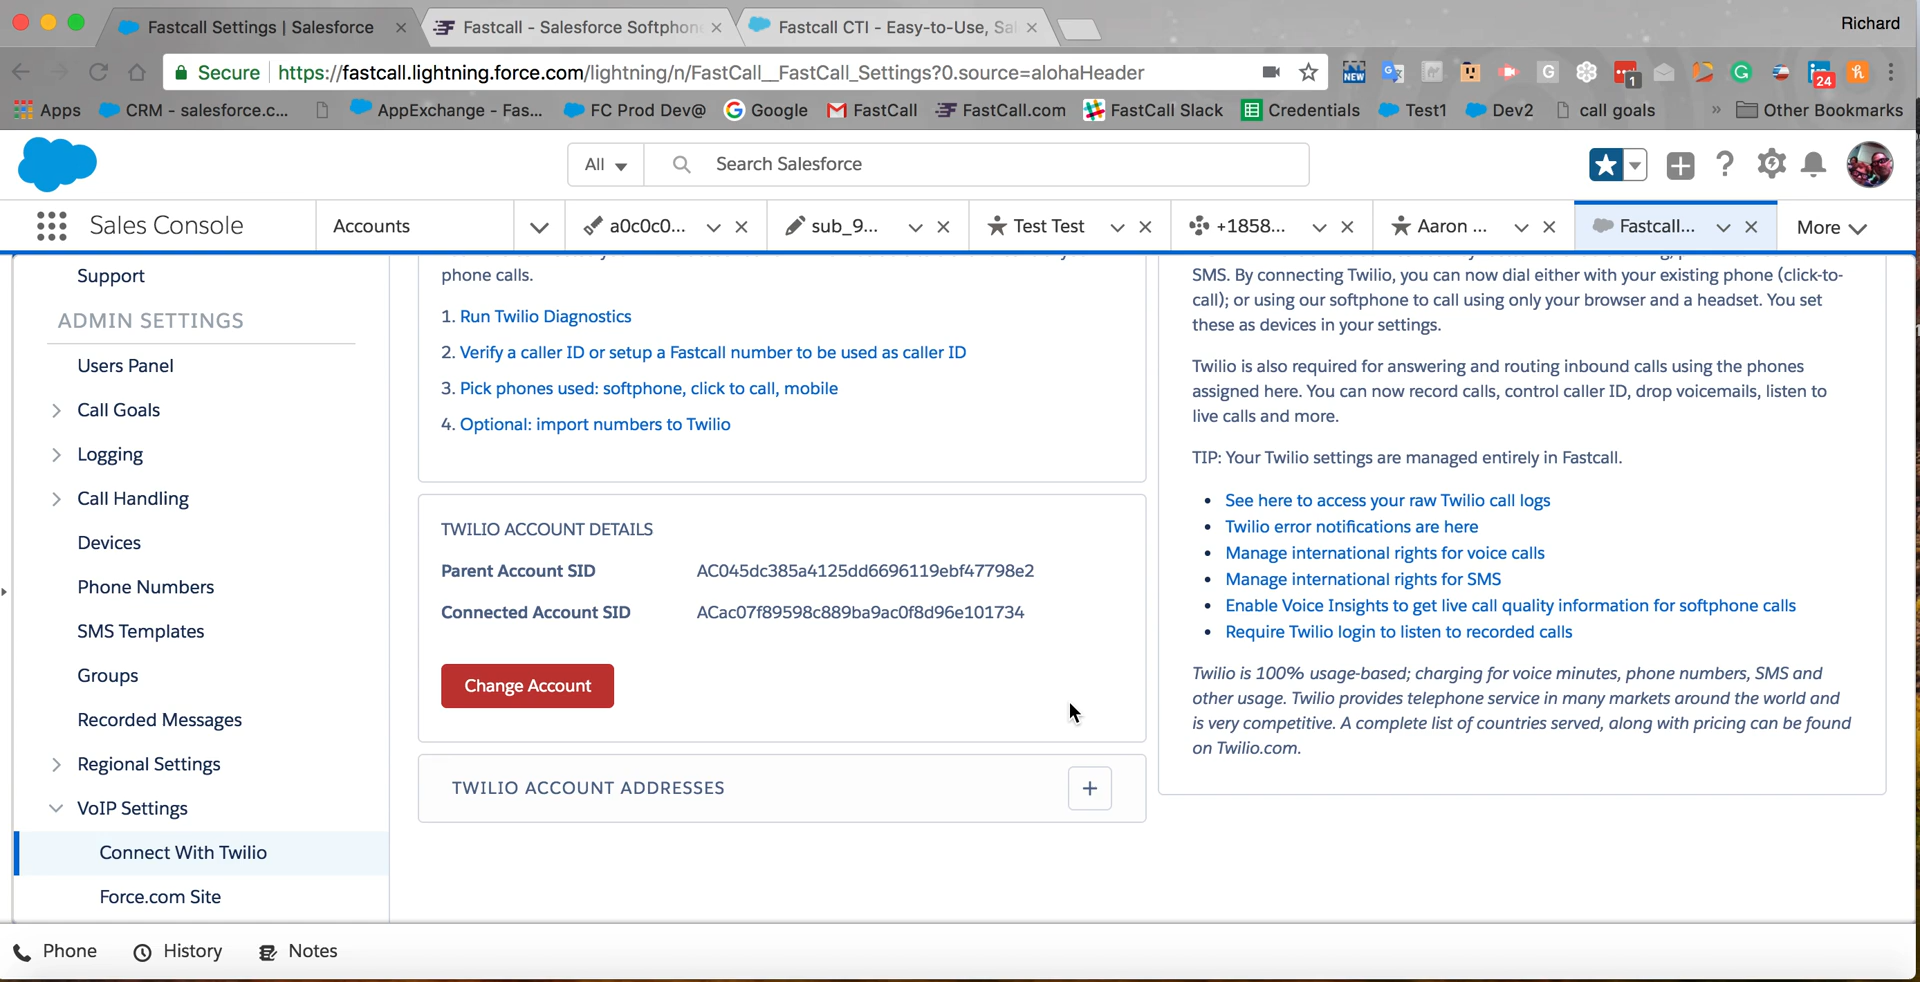 Fastcall Settings | Salesforce
Fastcall - Salesforce Softphon
Fastcall CTI - Easy-to-Use, Sa
Richard
Secure https://fastcall.lightning.force.com/lightning/n/FastCall__FastCall_Settings?0.source=alohaHeader
NEW
G
1
24
Apps
CRM - salesforce.c...
AppExchange - Fas...
FC Prod Dev@
Google
FastCall
FastCall.com
FastCall Slack
Credentials
Test1
Dev2
call goals
»
Other Bookmarks
All
Search Salesforce
Sales Console
Accounts
a0c0c0...
sub_9...
Test Test
+1858...
Aaron ...
Fastcall...
More
Support
ADMIN SETTINGS
Users Panel
Call Goals
Logging
Call Handling
Devices
Phone Numbers
SMS Templates
Groups
Recorded Messages
Regional Settings
VoIP Settings
Connect With Twilio
Force.com Site
phone calls.
1. Run Twilio Diagnostics
2. Verify a caller ID or setup a Fastcall number to be used as caller ID
3. Pick phones used: softphone, click to call, mobile
4. Optional: import numbers to Twilio
TWILIO ACCOUNT DETAILS
Parent Account SID AC045dc385a4125dd6696119ebf47798e2
Connected Account SID ACac07f89598c889ba9ac0f8d96e101734
Change Account
TWILIO ACCOUNT ADDRESSES
+
SMS. By connecting Twilio, you can now dial either with your existing phone (click-to-
call); or using our softphone to call using only your browser and a headset. You set
these as devices in your settings.
Twilio is also required for answering and routing inbound calls using the phones
assigned here. You can now record calls, control caller ID, drop voicemails, listen to
live calls and more.
TIP: Your Twilio settings are managed entirely in Fastcall.
• See here to access your raw Twilio call logs
• Twilio error notifications are here
• Manage international rights for voice calls
• Manage international rights for SMS
• Enable Voice Insights to get live call quality information for softphone calls
• Require Twilio login to listen to recorded calls
Twilio is 100% usage-based; charging for voice minutes, phone numbers, SMS and
other usage. Twilio provides telephone service in many markets around the world and
is very competitive. A complete list of countries served, along with pricing can be found
on Twilio.com.
Phone
History
Notes